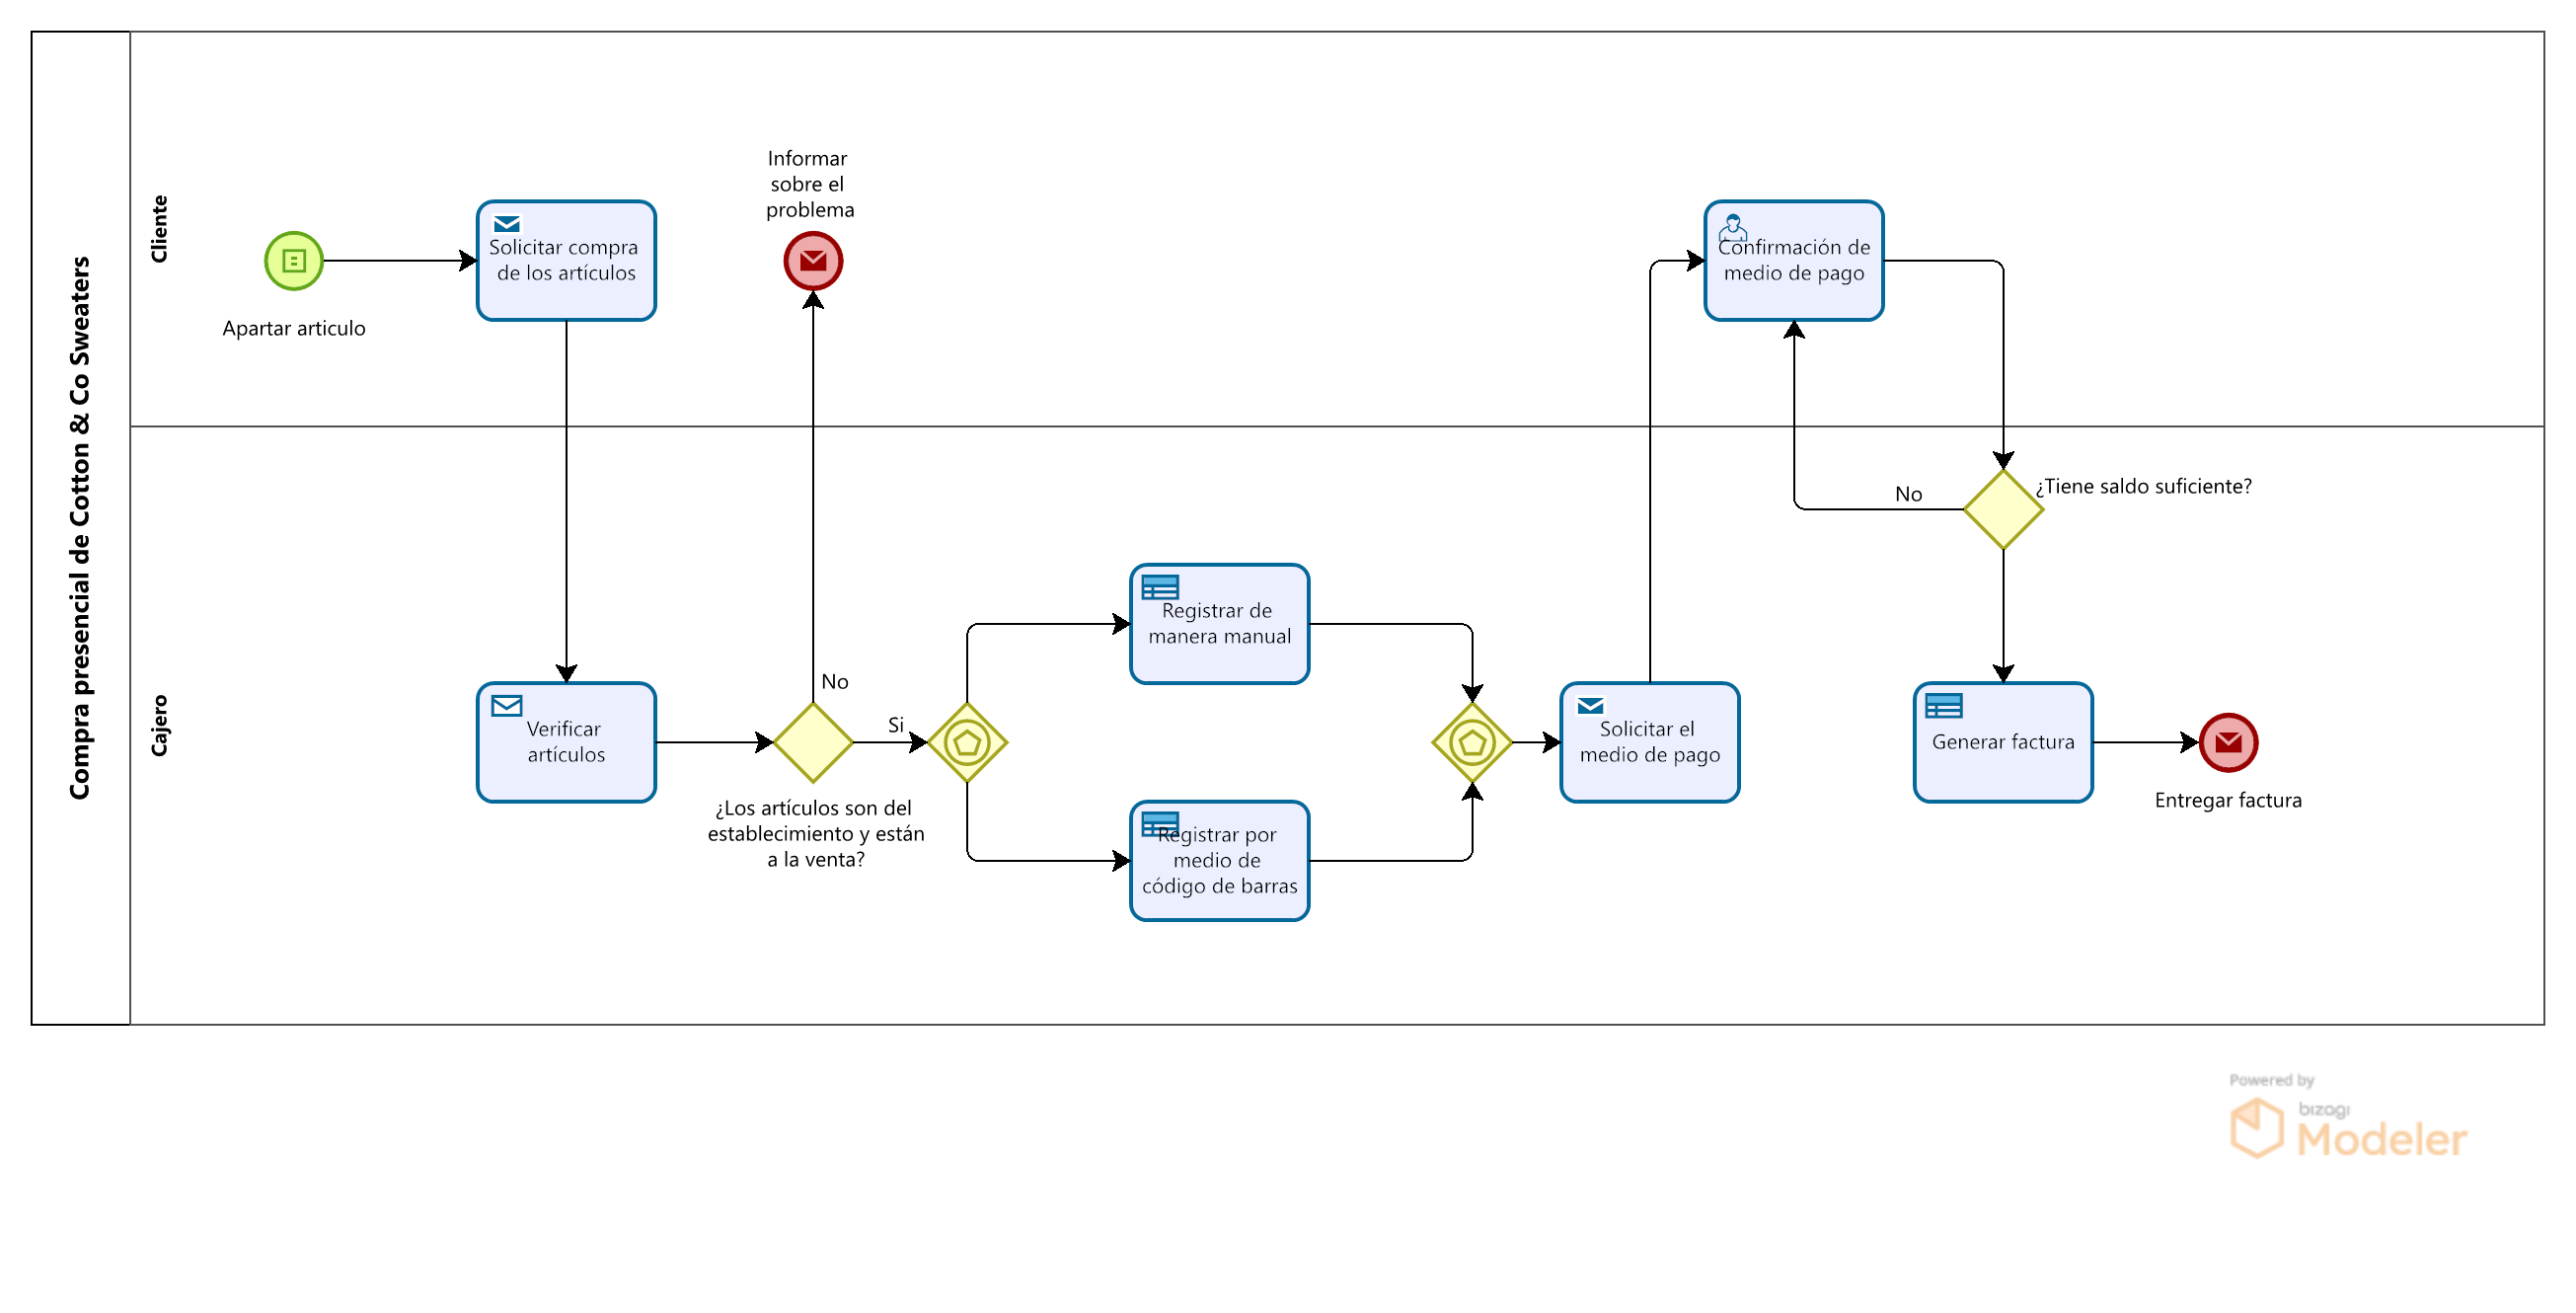 Compra presencial de Cotton & Co Sweaters
Cliente
Apartar articulo
Solicitar compra
de los artículos
Informar
sobre el
problema
Confirmación de
medio de pago
Cajero
Verificar
artículos
No
Si
¿Los artículos son del
establecimiento y están
a la venta?
Registrar de
manera manual
Registrar por
medio de
código de barras
Solicitar el
medio de pago
No
¿Tiene saldo suficiente?
Generar factura
Entregar factura
Powered by
bizagi
Modeler